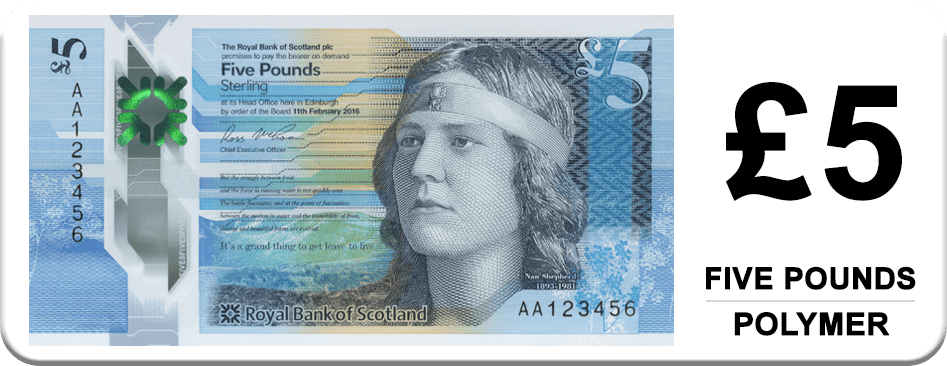 £5
AA123456
The Royal Bank of Scotland plc
promises to pay the bearer on demand
Five Pounds
Sterling
at its Head Office here in Edinburgh
by order of the Board 11th February 2016
Chief Executive Officer
But the struggle between frost
and the force in running water is not quickly over.
The battle fluctuates, and at the point of fluctuation
between the motion in water and the immobility of frost,
strange and beautiful forms are evolved.
It's a grand thing to get leave to live
Royal Bank of Scotland
£5
Nan Shepherd
1893-1981
AA123456
£5
FIVE POUNDS
POLYMER